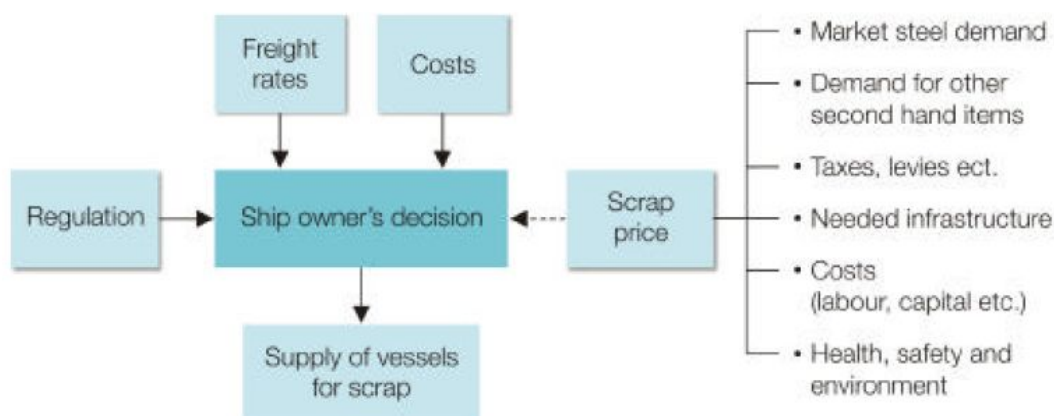 Freight
rates
Costs
Regulation
Ship owner's decision
Scrap
price
Supply of vessels
for scrap
• Market steel demand
• Demand for other
second hand items
• Taxes, levies ect.
• Needed infrastructure
• Costs
(labour, capital etc.)
• Health, safety and
environment